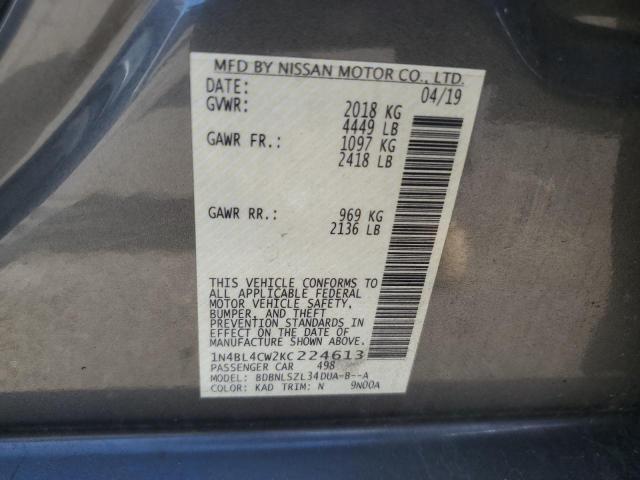 MFD BY NISSAN MOTOR CO., LTD.
DATE: 04/19
GVWR: 2018 KG
4449 LB
GAWR FR.: 1097 KG
2418 LB
GAWR RR.: 969 KG
2136 LB
THIS VEHICLE CONFORMS TO
ALL APPLICABLE FEDERAL
MOTOR VEHICLE SAFETY,
BUMPER, AND THEFT
PREVENTION STANDARDS IN
EFFECT ON THE DATE OF
MANUFACTURE SHOWN ABOVE.
1N4BL4CW2KC224613
PASSENGER CAR 498
MODEL: BDBNLSZL34DUA-B--A
COLOR: KAD TRIM: N 9N00A